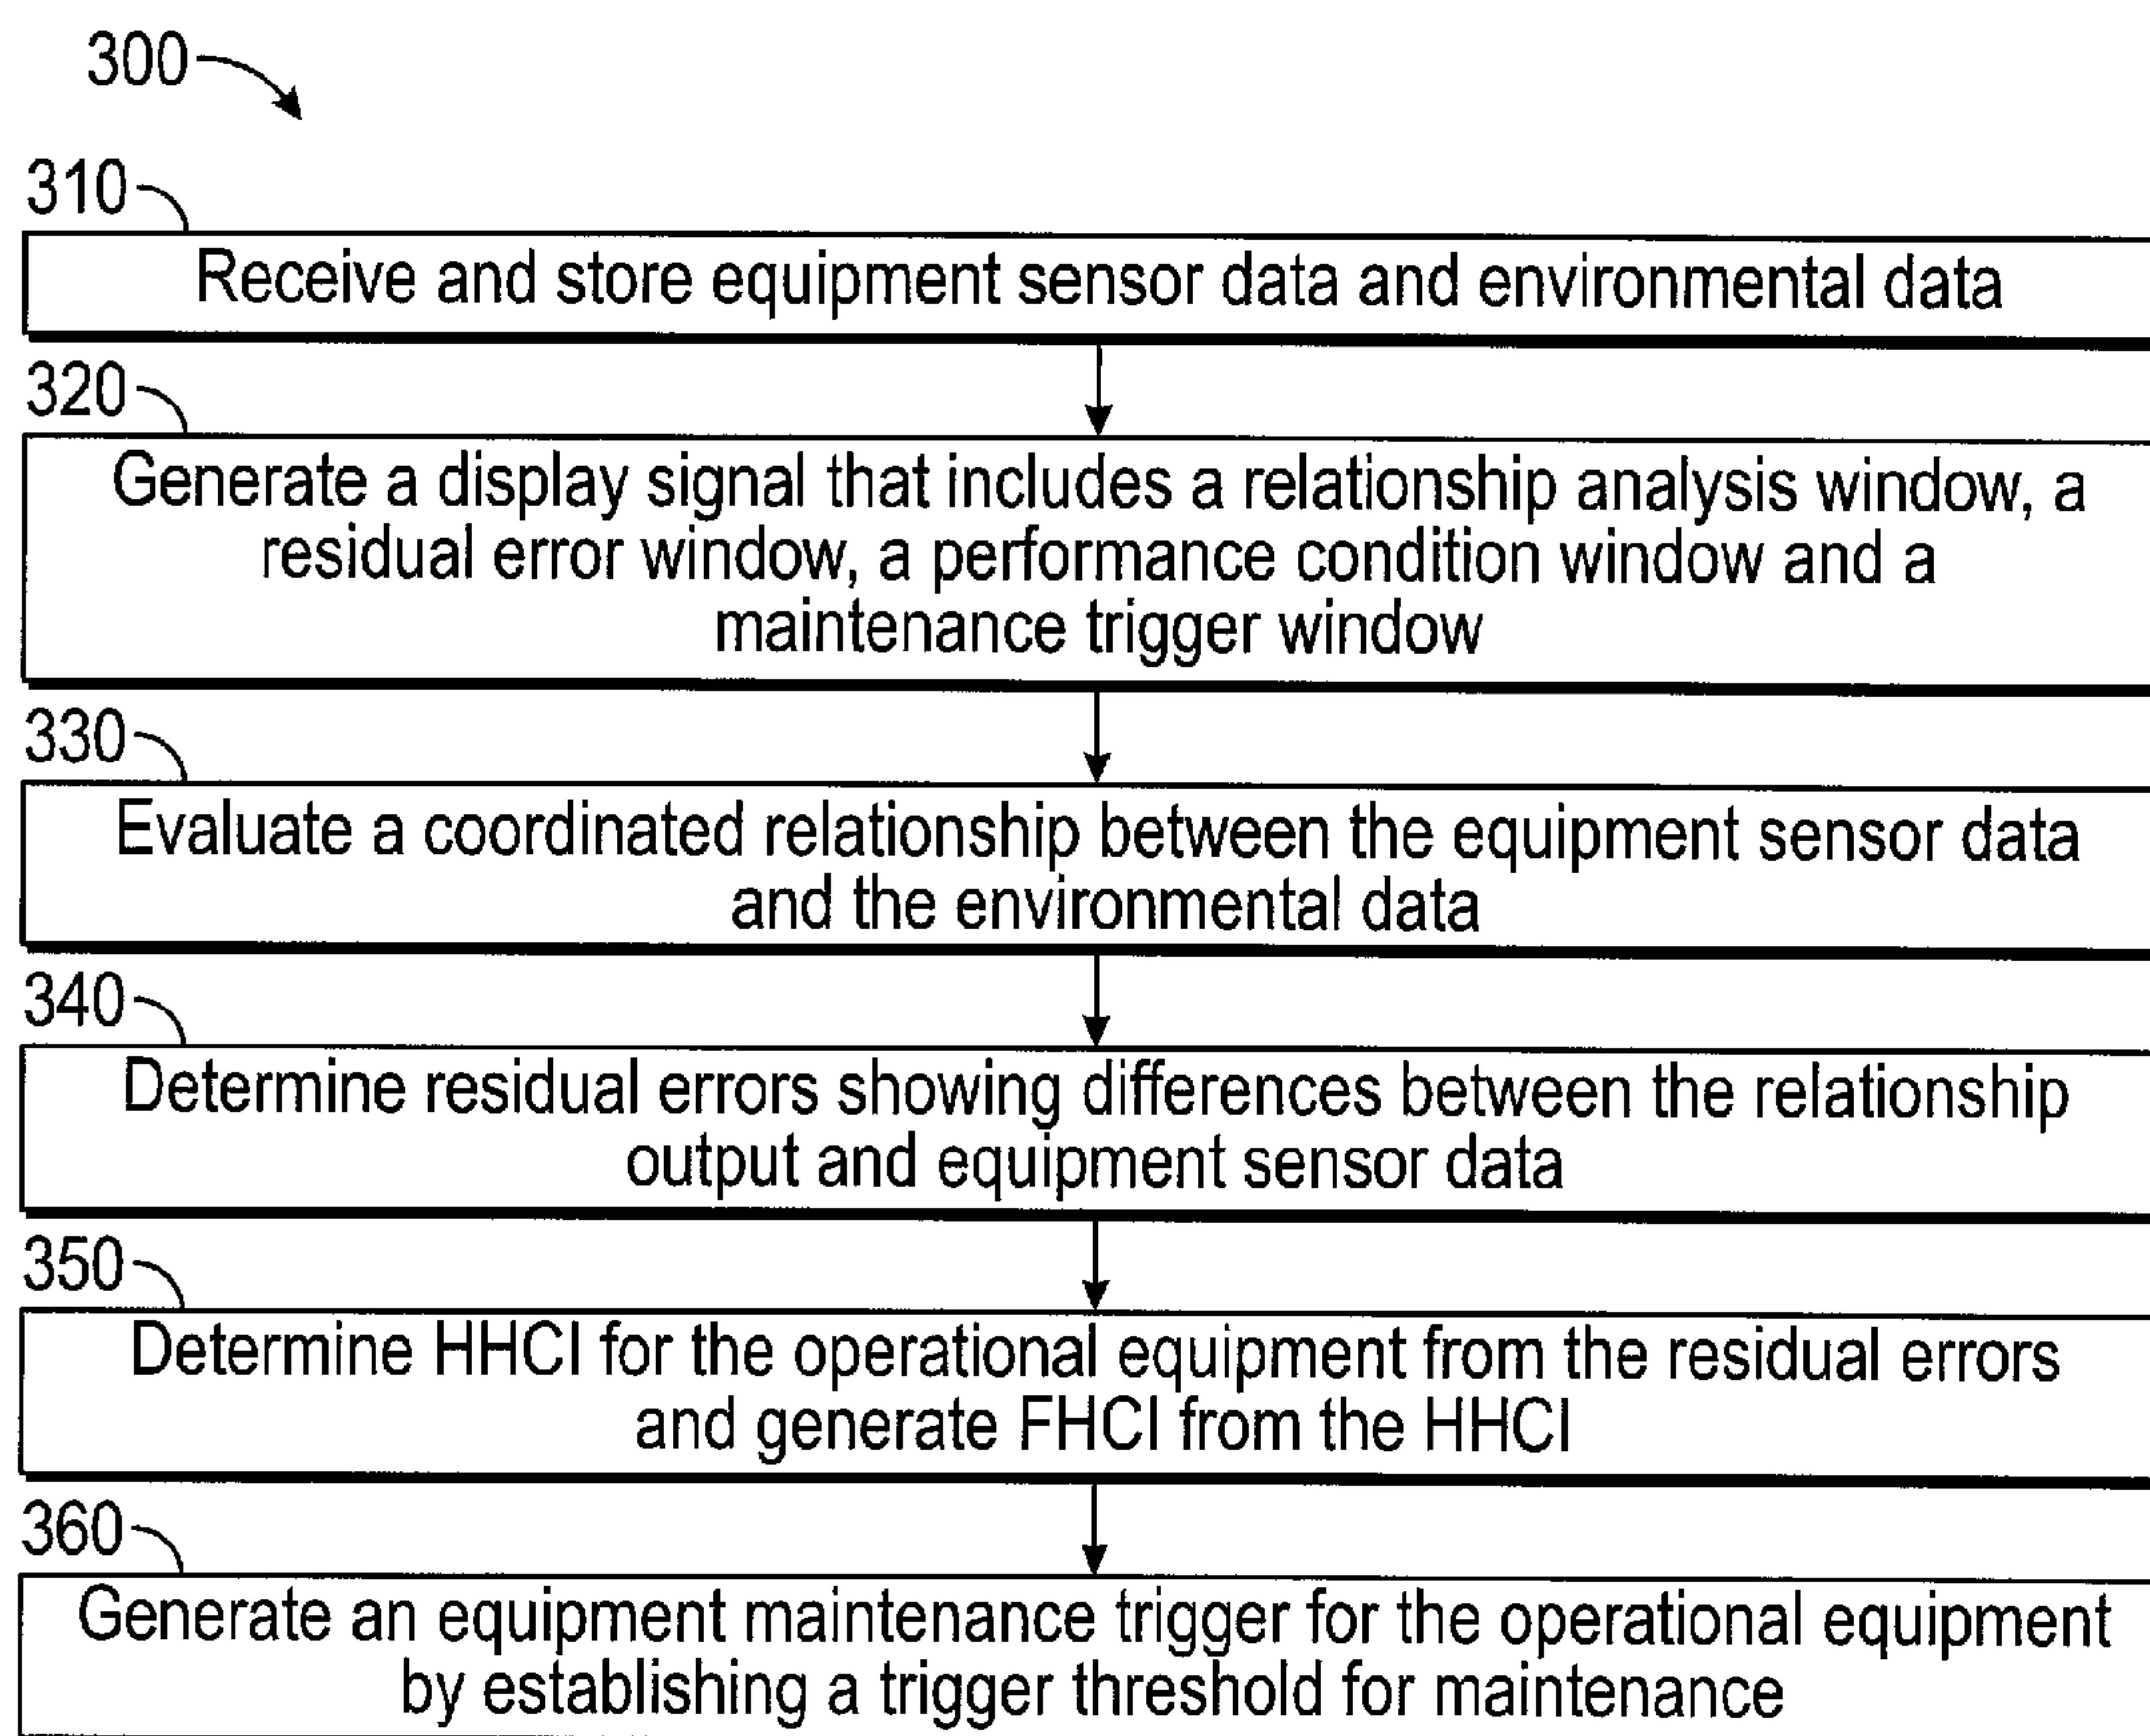 300
310
Receive and store equipment sensor data and environmental data
320
Generate a display signal that includes a relationship analysis window, a
residual error window, a performance condition window and a
maintenance trigger window
330
Evaluate a coordinated relationship between the equipment sensor data
and the environmental data
340
Determine residual errors showing differences between the relationship
output and equipment sensor data
350
Determine HHCI for the operational equipment from the residual errors
and generate FHCI from the HHCI
360
Generate an equipment maintenance trigger for the operational equipment
by establishing a trigger threshold for maintenance